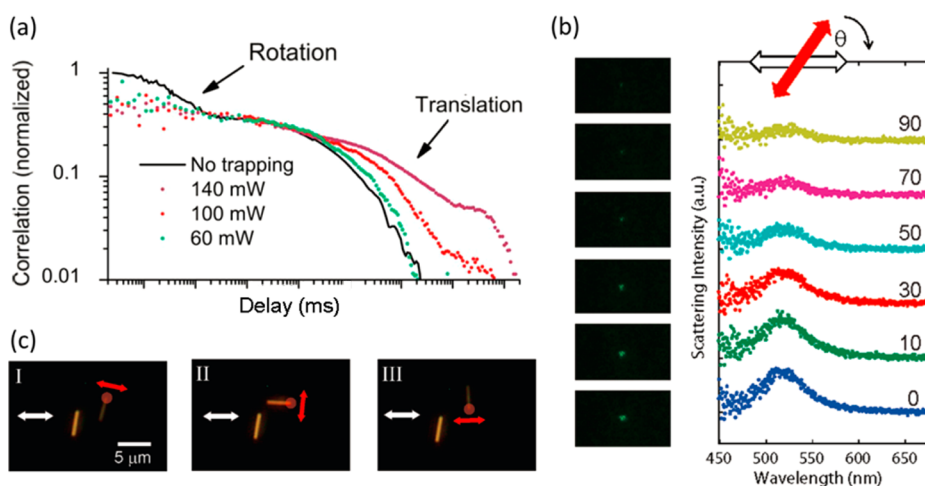 (a)
Correlation (normalized)
1
0.1
0.01
Rotation
Translation
No trapping
140 mW
100 mW
60 mW
Delay (ms)
(b)
θ
Scattering Intensity (a.u.)
90
70
50
30
10
0
450 500 550 600 650
Wavelength (nm)
(c)
I
5 μm
II
III